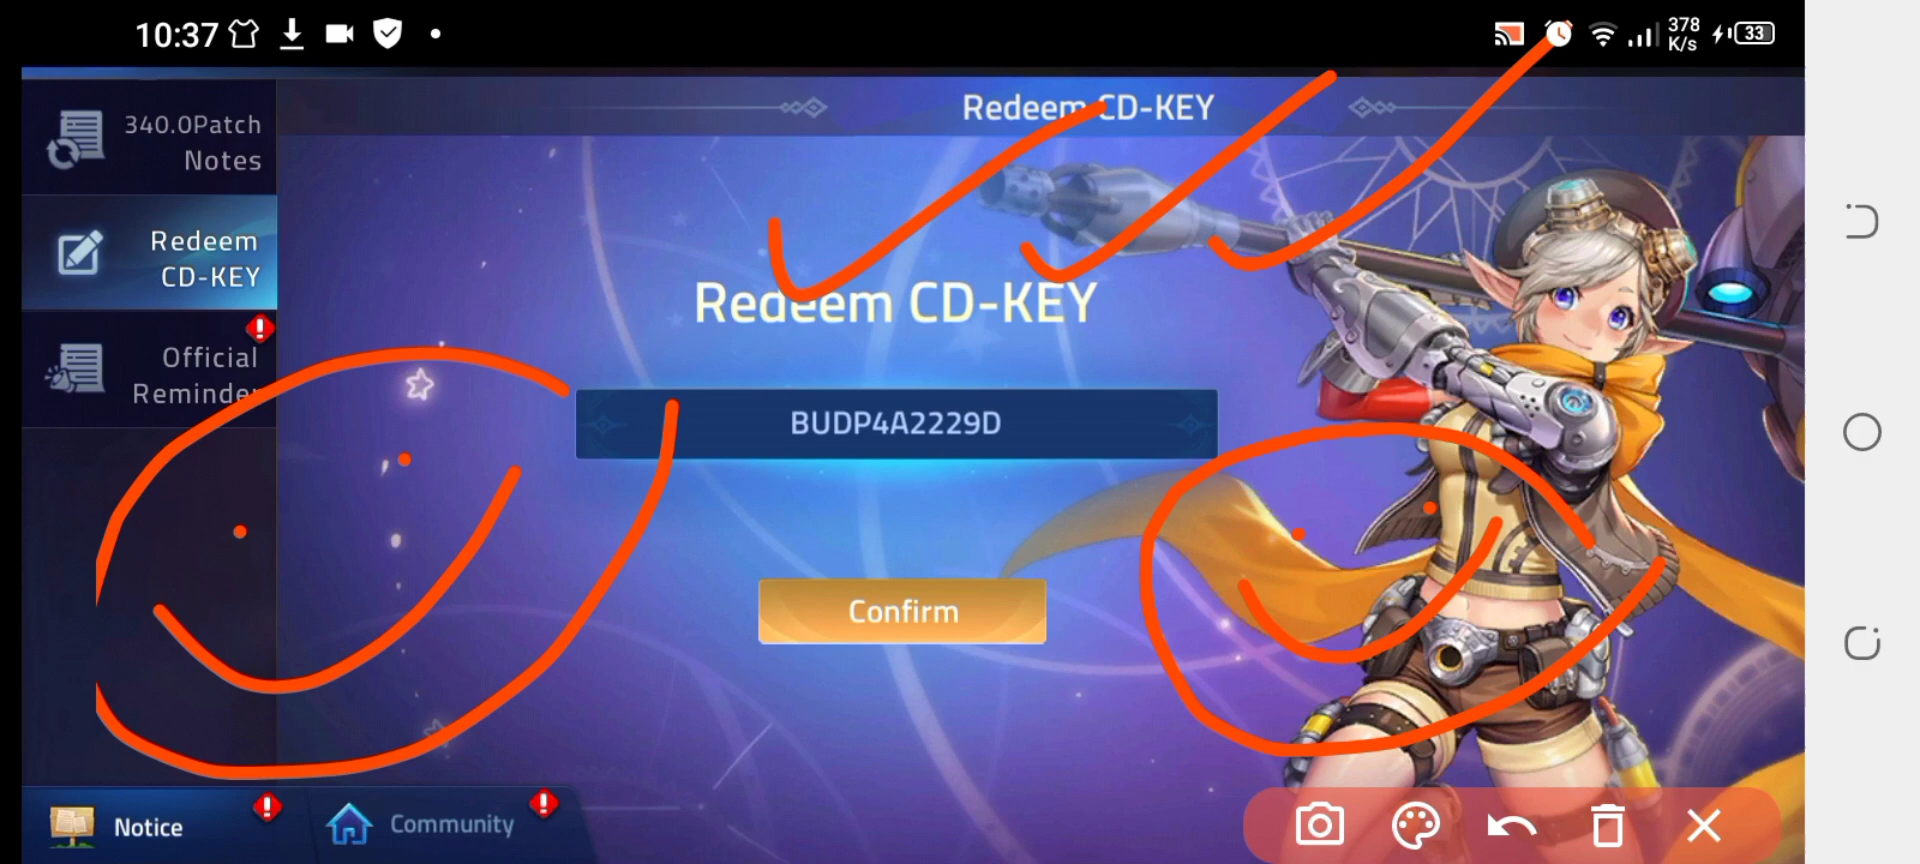 10:37
378
K/s
33
340.0Patch
Notes
Redeem CD-KEY
Redeem
CD-KEY
Official
Reminder
Redeem CD-KEY
BUDP4A2229D
Confirm
Notice
Community